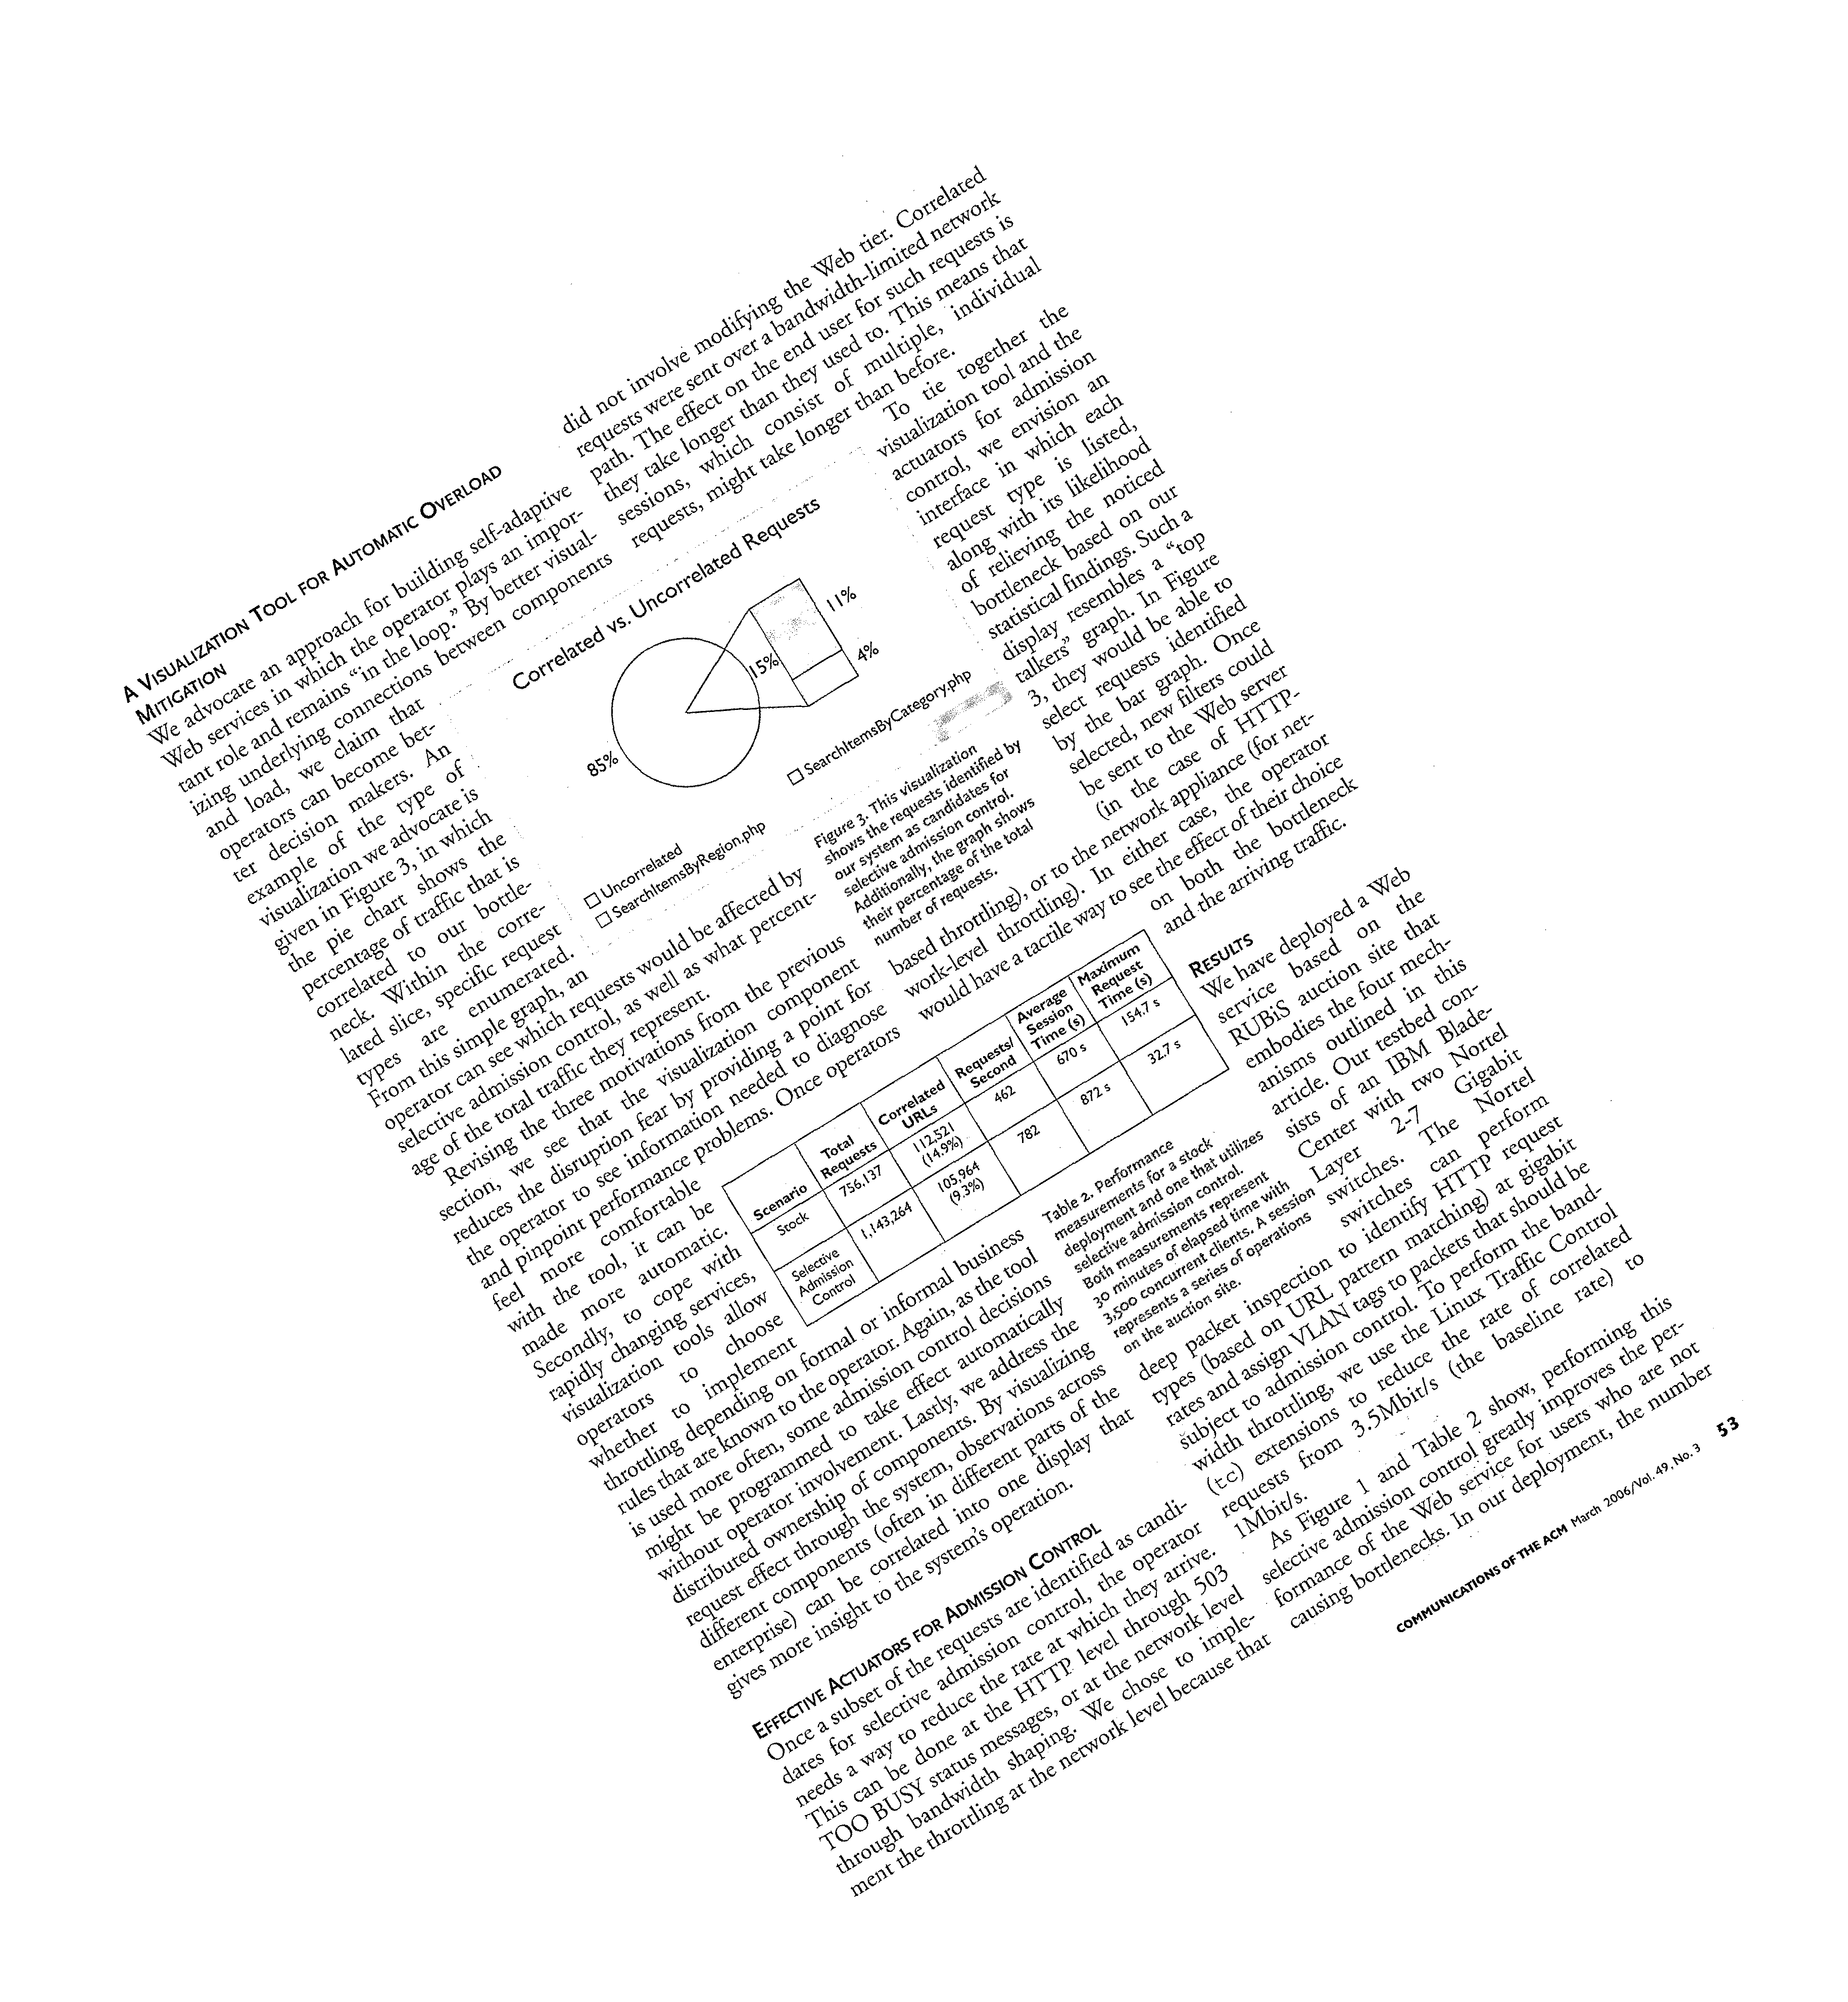 A VISUALIZATION TOOL FOR AUTOMATIC OVERLOAD
MITIGATION
We advocate an approach for building self-adaptive
Web services in which the operator plays an impor-
tant role and remains “in the loop.” By better visual-
izing underlying connections between components
and load, we claim that
operators can become bet-
ter decision makers. An
example of the type of
visualization we advocate is
given in Figure 3, in which
the pie chart shows the
percentage of traffic that is
correlated to our bottle-
neck. Within the corre-
lated slice, specific request
types are enumerated.
From this simple graph, an
operator can see which requests would be affected by
selective admission control, as well as what percent-
age of the total traffic they represent.
Revising the three motivations from the previous
section, we see that the visualization component
reduces the disruption fear by providing a point for
the operator to see information needed to diagnose
and pinpoint performance problems. Once operators
feel more comfortable
with the tool, it can be
made more automatic.
Secondly, to cope with
rapidly changing services,
visualization tools allow
operators to choose
whether to implement
throttling depending on formal or informal business
rules that are known to the operator. Again, as the tool
is used more often, some admission control decisions
might be programmed to take effect automatically
without operator involvement. Lastly, we address the
distributed ownership of components. By visualizing
request effect through the system, observations across
different components (often in different parts of the
enterprise) can be correlated into one display that
gives more insight to the system’s operation.
EFFECTIVE ACTUATORS FOR ADMISSION CONTROL
Once a subset of the requests are identified as candi-
dates for selective admission control, the operator
needs a way to reduce the rate at which they arrive.
This can be done at the HTTP level through 503
TOO BUSY status messages, or at the network level
through bandwidth shaping. We chose to imple-
ment the throttling at the network level because that
did not involve modifying the Web tier. Correlated
requests were sent over a bandwidth-limited network
path. The effect on the end user for such requests is
they take longer than they used to. This means that
sessions, which consist of multiple, individual
requests, might take longer than before.
To tie together the
visualization tool and the
actuators for admission
control, we envision an
interface in which each
request type is listed,
along with its likelihood
of relieving the noticed
bottleneck based on our
statistical findings. Such a
display resembles a “top
talkers” graph. In Figure
3, they would be able to
select requests identified
by the bar graph. Once
selected, new filters could
be sent to the Web server
(in the case of HTTP-
based throttling), or to the network appliance (for net-
work-level throttling). In either case, the operator
would have a tactile way to see the effect of their choice
on both the bottleneck
and the arriving traffic.
RESULTS
We have deployed a Web
service based on the
RUBiS auction site that
embodies the four mech-
anisms outlined in this
article. Our testbed con-
sists of an IBM Blade-
Center with two Nortel
Layer 2-7 Gigabit
switches. The Nortel
switches can perform
deep packet inspection to identify HTTP request
types (based on URL pattern matching) at gigabit
rates and assign VLAN tags to packets that should be
subject to admission control. To perform the band-
width throttling, we use the Linux Traffic Control
(tc) extensions to reduce the rate of correlated
requests from 3.5Mbit/s (the baseline rate) to
1Mbit/s.
As Figure 1 and Table 2 show, performing this
selective admission control greatly improves the per-
formance of the Web service for users who are not
causing bottlenecks. In our deployment, the number
Correlated vs. Uncorrelated Requests
85%
15%
11%
4%
Uncorrelated
SearchItemsByCategory.php
SearchItemsByRegion.php
Figure 3. This visualization
shows the requests identified by
our system as candidates for
selective admission control.
Additionally, the graph shows
their percentage of the total
number of requests.
Scenario Total Requests Correlated URLs Requests/Second Average Session Time (s) Maximum Request Time (s)
Stock 756,137 112,521 (14.9%) 462 670 s 154.7 s
Selective Admission Control 1,143,264 105,964 (9.3%) 782 872 s 32.7 s
Table 2. Performance
measurements for a stock
deployment and one that utilizes
selective admission control.
Both measurements represent
30 minutes of elapsed time with
3,500 concurrent clients. A session
represents a series of operations
on the auction site.
COMMUNICATIONS OF THE ACM March 2006/Vol. 49, No. 3 53